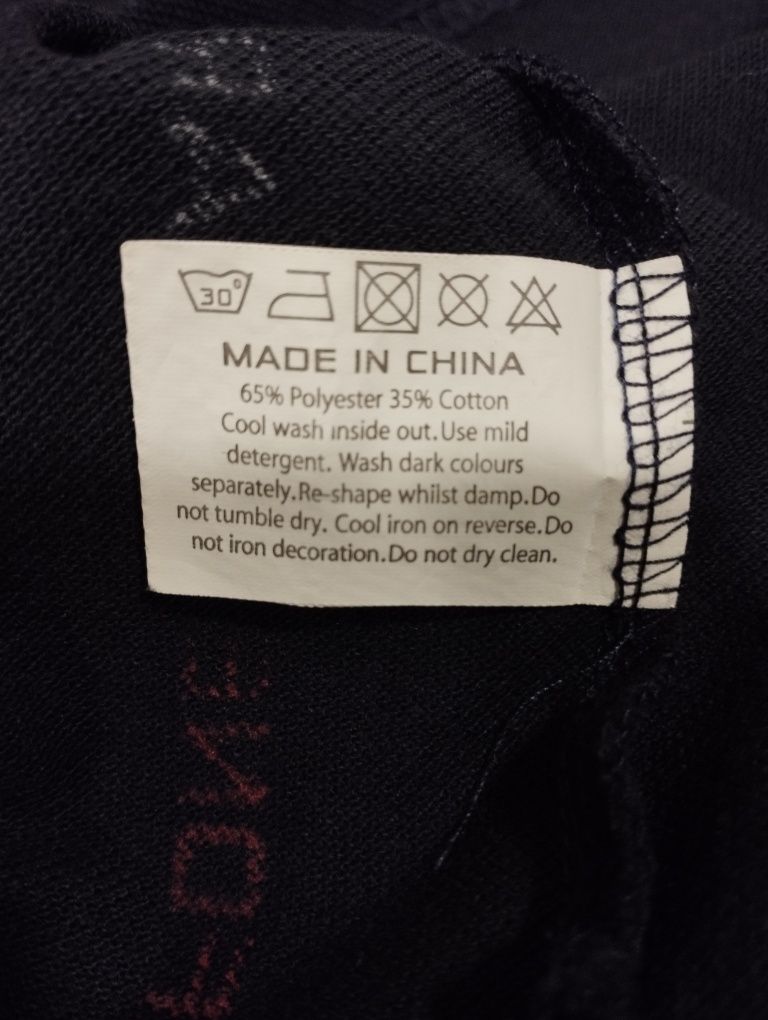 30°
MADE IN CHINA
65% Polyester 35% Cotton
Cool wash inside out.Use mild
detergent. Wash dark colours
separately.Re-shape whilst damp.Do
not tumble dry. Cool iron on reverse.Do
not iron decoration.Do not dry clean.